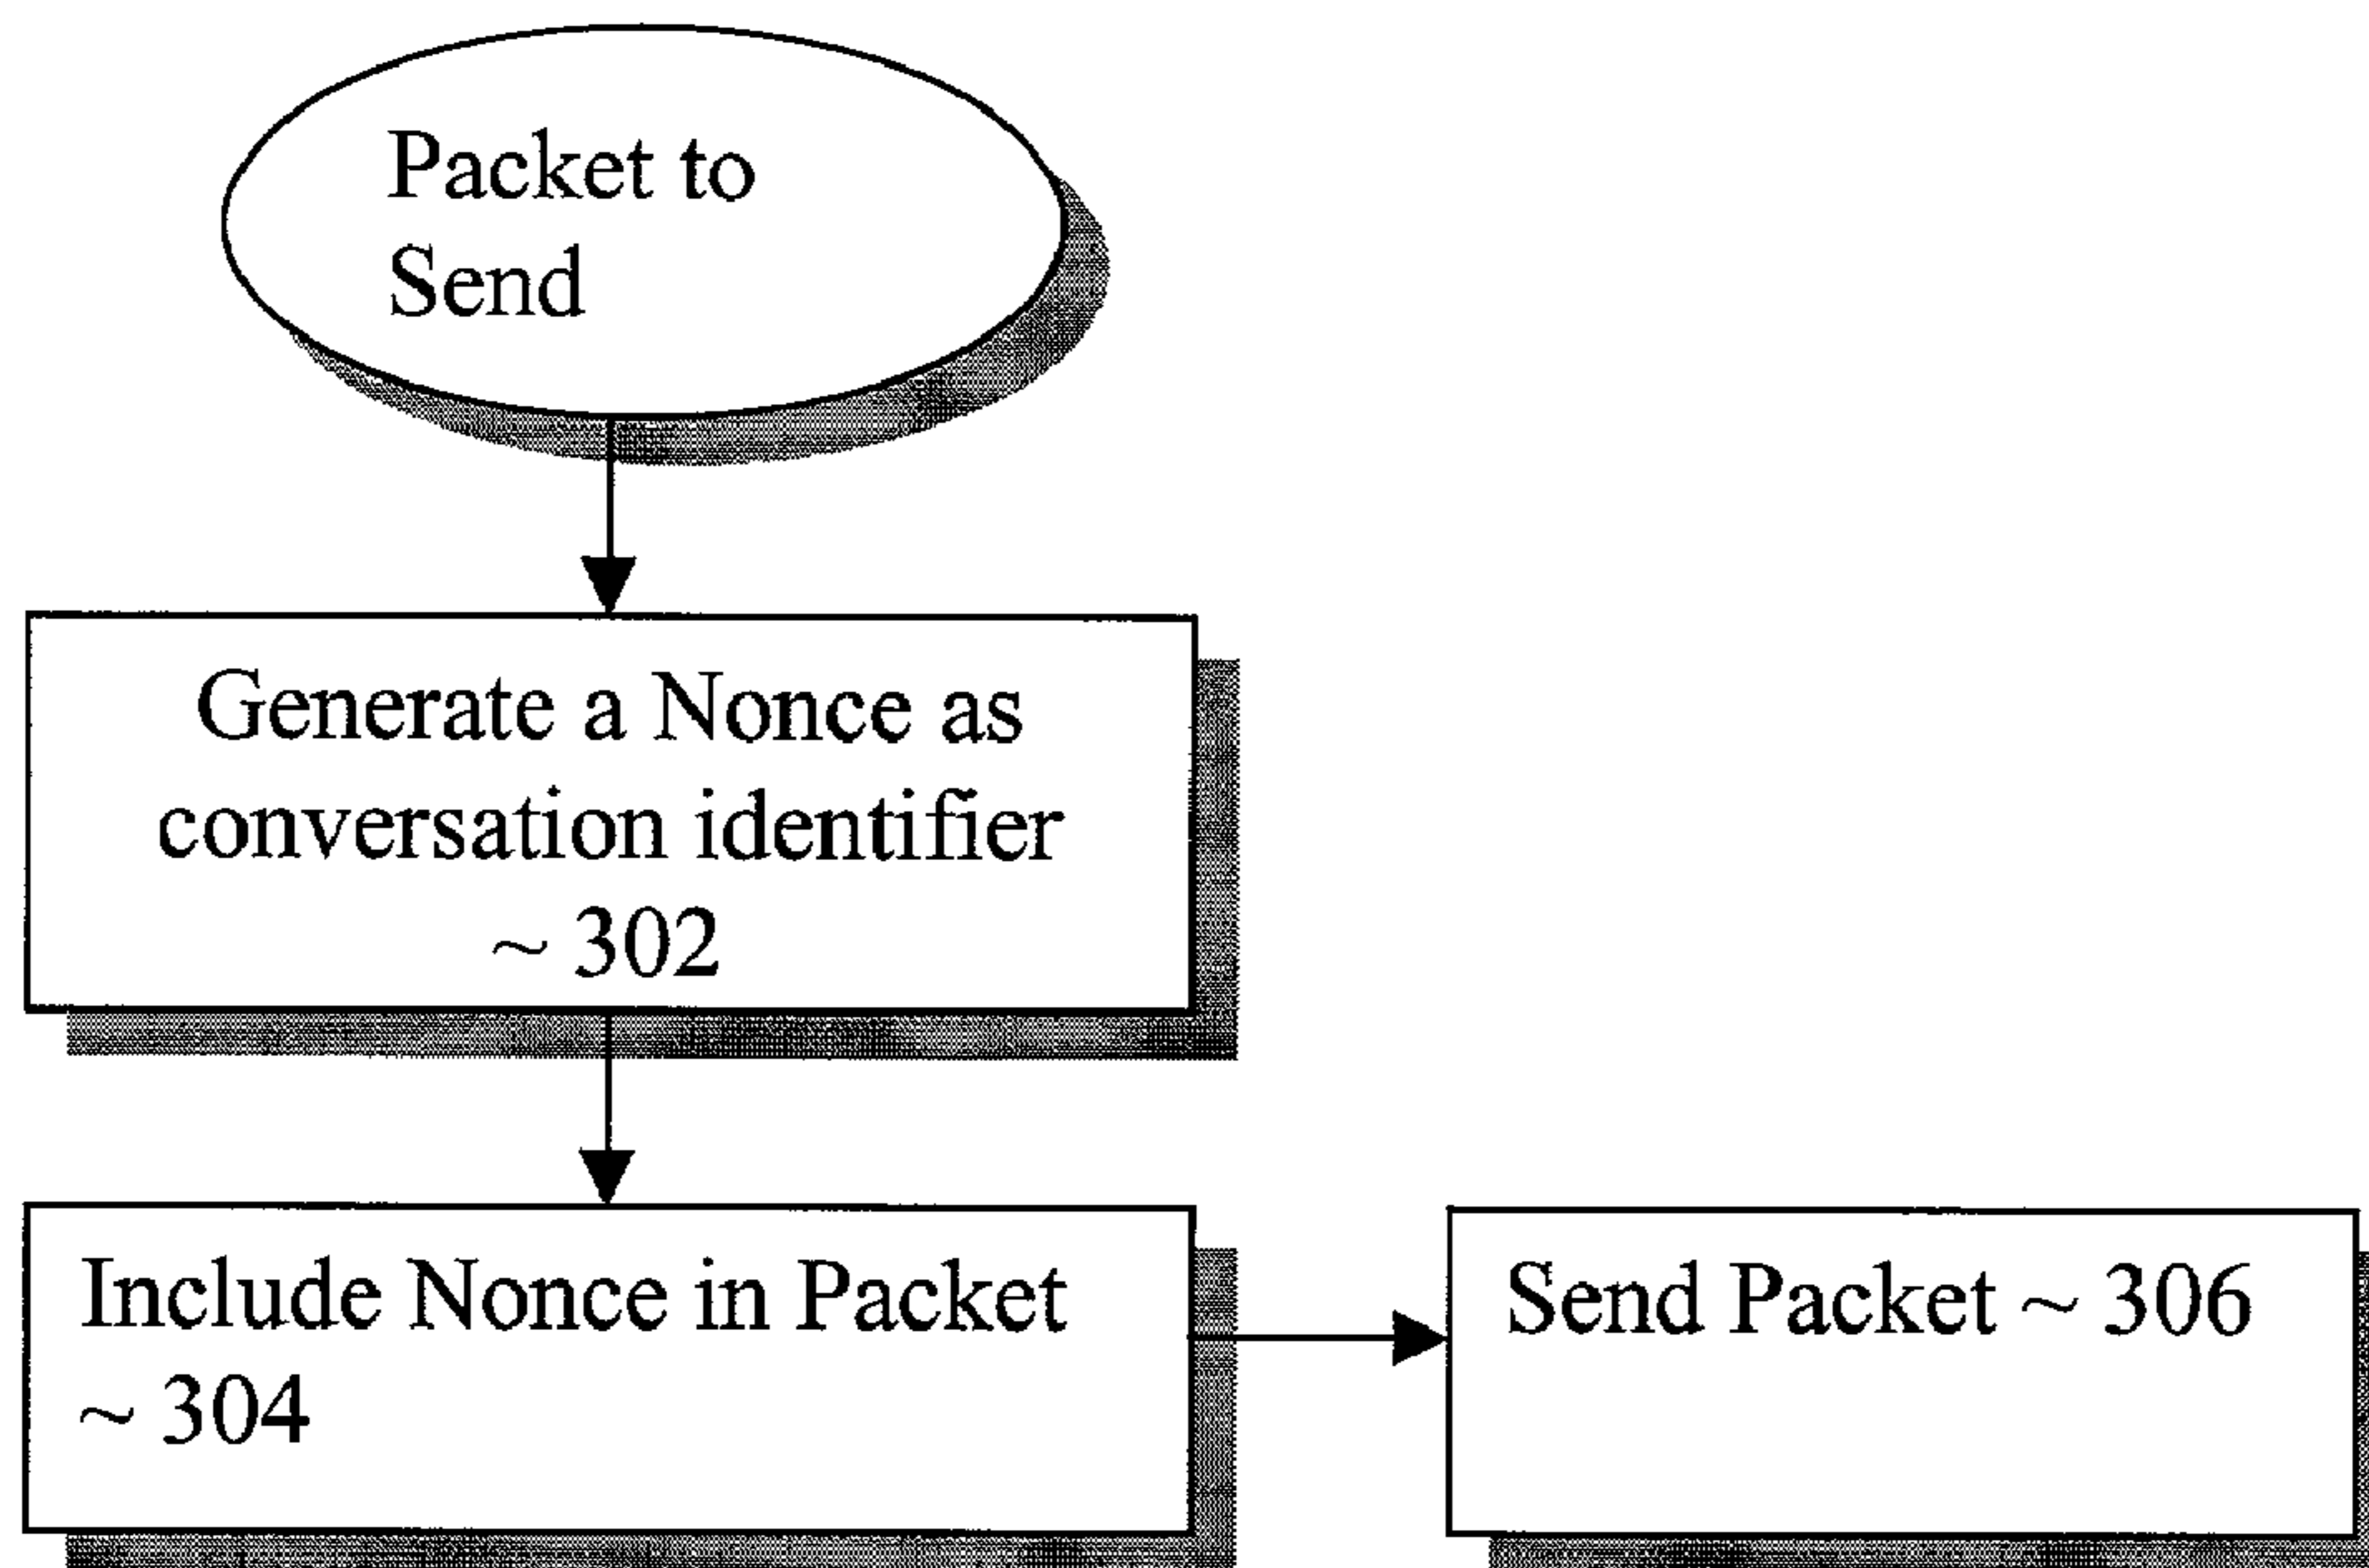 Packet to
Send
Generate a Nonce as
conversation identifier
~ 302
Include Nonce in Packet
~ 304
Send Packet ~ 306